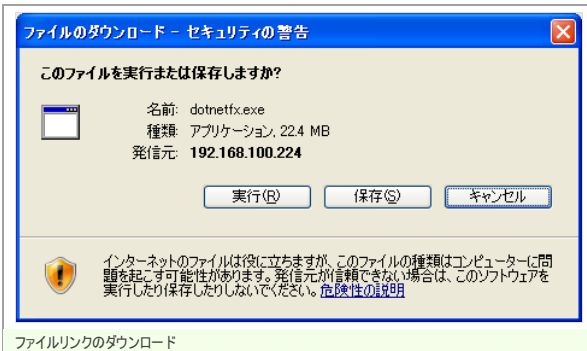 ファイルのダウンロード - セキュリティの警告
このファイルを実行または保存しますか?
名前: dotnetfx.exe
種類: アプリケーション, 22.4 MB
発信元: 192.168.100.224
実行(R) 保存(S) キャンセル
インターネットのファイルは役に立ちますが、このファイルの種類はコンピューターに問
題を起こす可能性があります。発信元が信頼できない場合は、このソフトウェアを
実行したり保存したりしないでください。危険性の説明
ファイルリンクのダウンロード